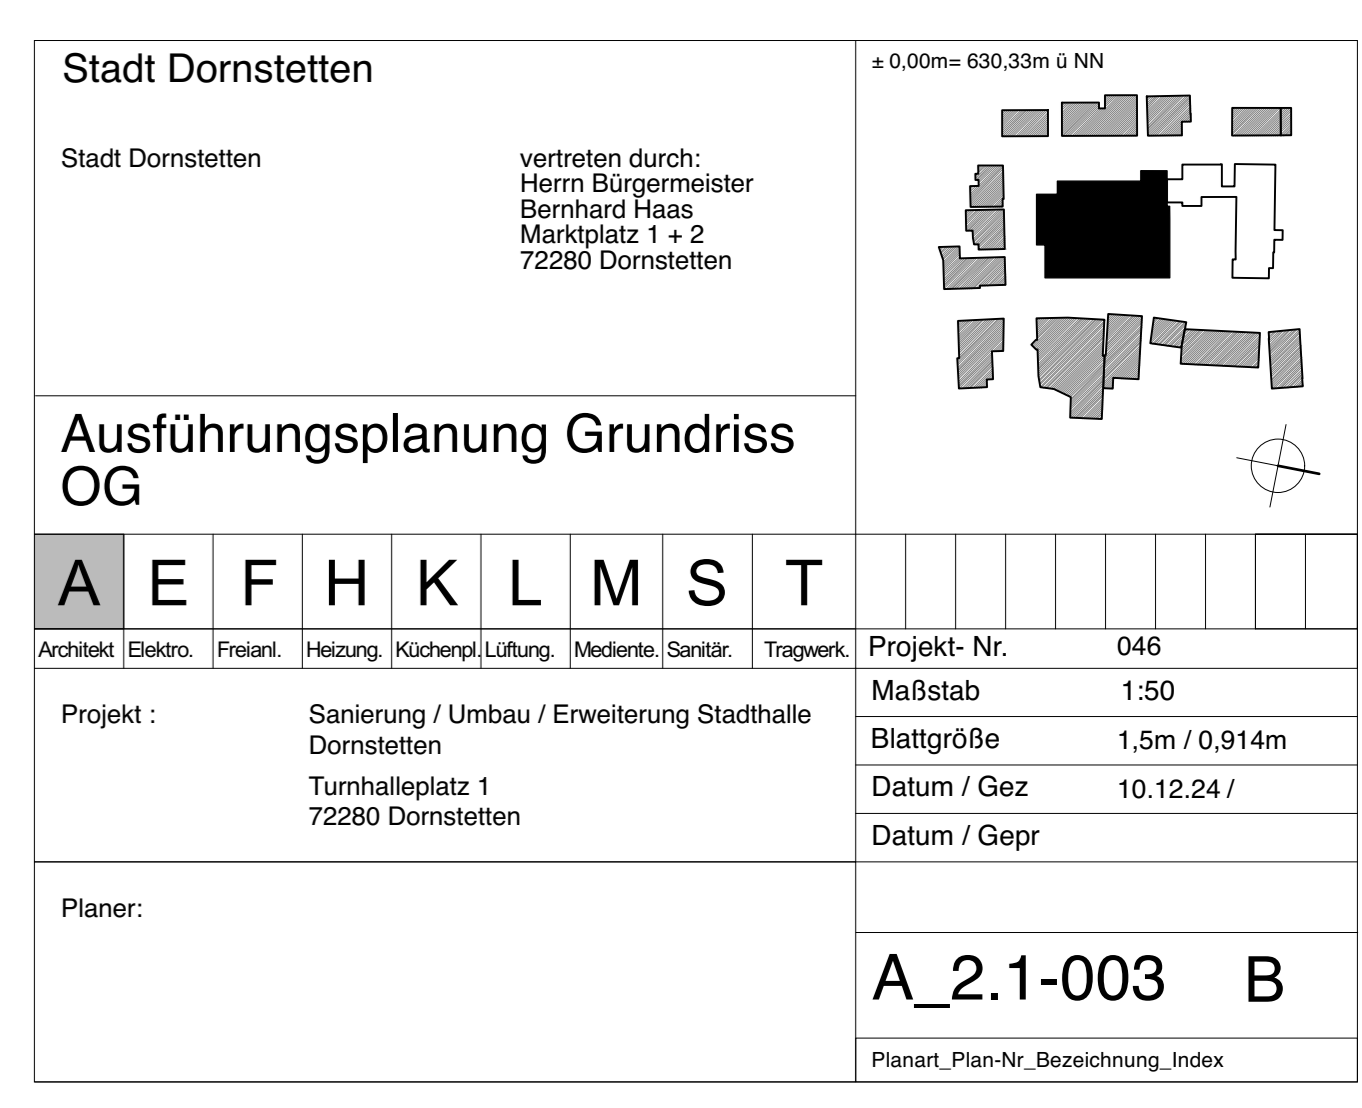 Stadt Dornstetten
Stadt Dornstetten
vertreten durch:
Herrn Bürgermeister
Bernhard Haas
Marktplatz 1 + 2
72280 Dornstetten
± 0,00m= 630,33m ü NN
Ausführungsplanung Grundriss
OG
A E F H K L M S T
Architekt Elektro. Freianl. Heizung. Küchenpl. Lüftung. Mediente. Sanitär. Tragwerk.
Projekt :
Sanierung / Umbau / Erweiterung Stadthalle
Dornstetten
Turnhalleplatz 1
72280 Dornstetten
Projekt- Nr. 046
Maßstab 1:50
Blattgröße 1,5m / 0,914m
Datum / Gez 10.12.24 /
Datum / Gepr
Planer:
A_2.1-003 B
Planart_Plan-Nr_Bezeichnung_Index